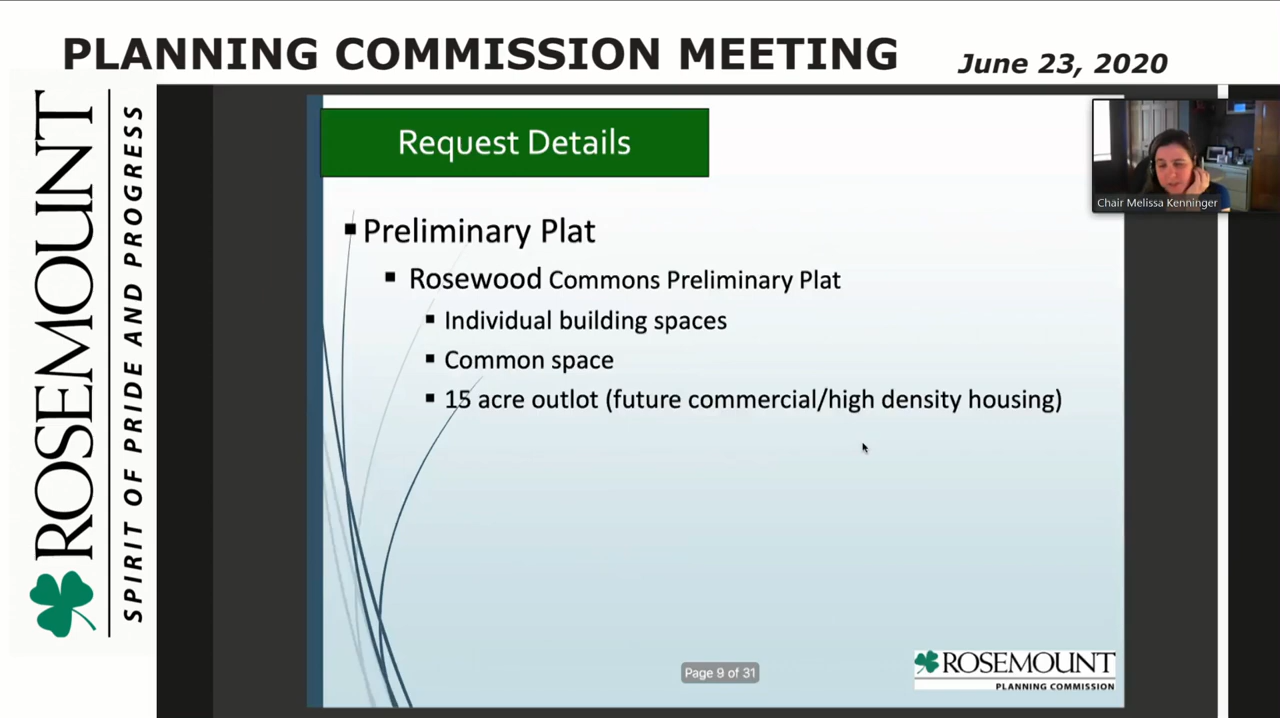 PLANNING COMMISSION MEETING
June 23, 2020
ROSEMOUNT
SPIRIT OF PRIDE AND PROGRESS
Request Details
Chair Melissa Kenninger
Preliminary Plat
Rosewood Commons Preliminary Plat
Individual building spaces
Common space
15 acre outlot (future commercial/high density housing)
Page 9 of 31
ROSEMOUNT
PLANNING COMMISSION